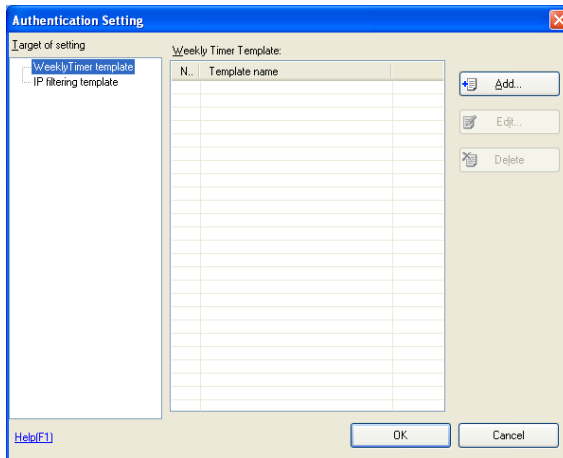 Authentication Setting
Target of setting
WeeklyTimer template
IP filtering template
Weekly Timer Template:
N.. Template name
Add...
Edit...
Delete
Help(F1)
OK
Cancel